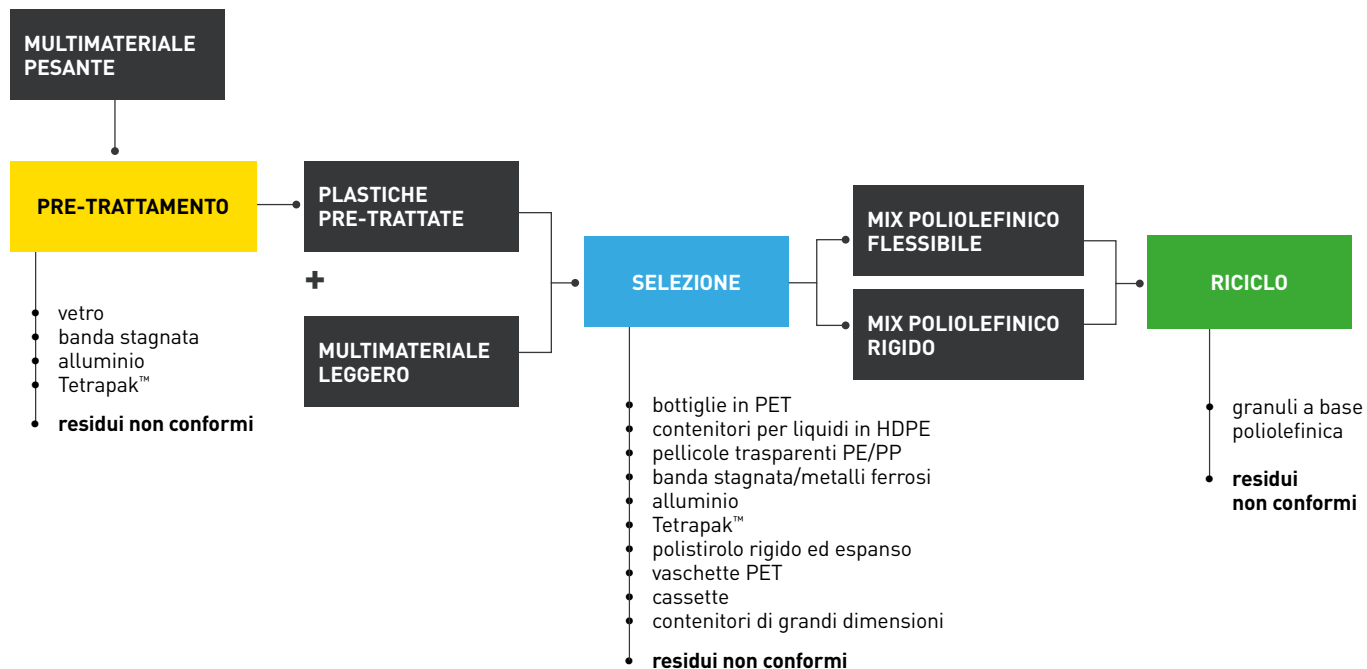 MULTIMATERIALE
PESANTE
PRE-TRATTAMENTO
vetro
banda stagnata
alluminio
Tetrapak™
residui non conformi
PLASTICHE
PRE-TRATTATE
+
MULTIMATERIALE
LEGGERO
SELEZIONE
bottiglie in PET
contenitori per liquidi in HDPE
pellicole trasparenti PE/PP
banda stagnata/metalli ferrosi
alluminio
Tetrapak™
polistirolo rigido ed espanso
vaschette PET
cassette
contenitori di grandi dimensioni
residui non conformi
MIX POLIOLEFINICO
FLESSIBILE
MIX POLIOLEFINICO
RIGIDO
RICICLO
granuli a base
poliolefinica
residui
non conformi